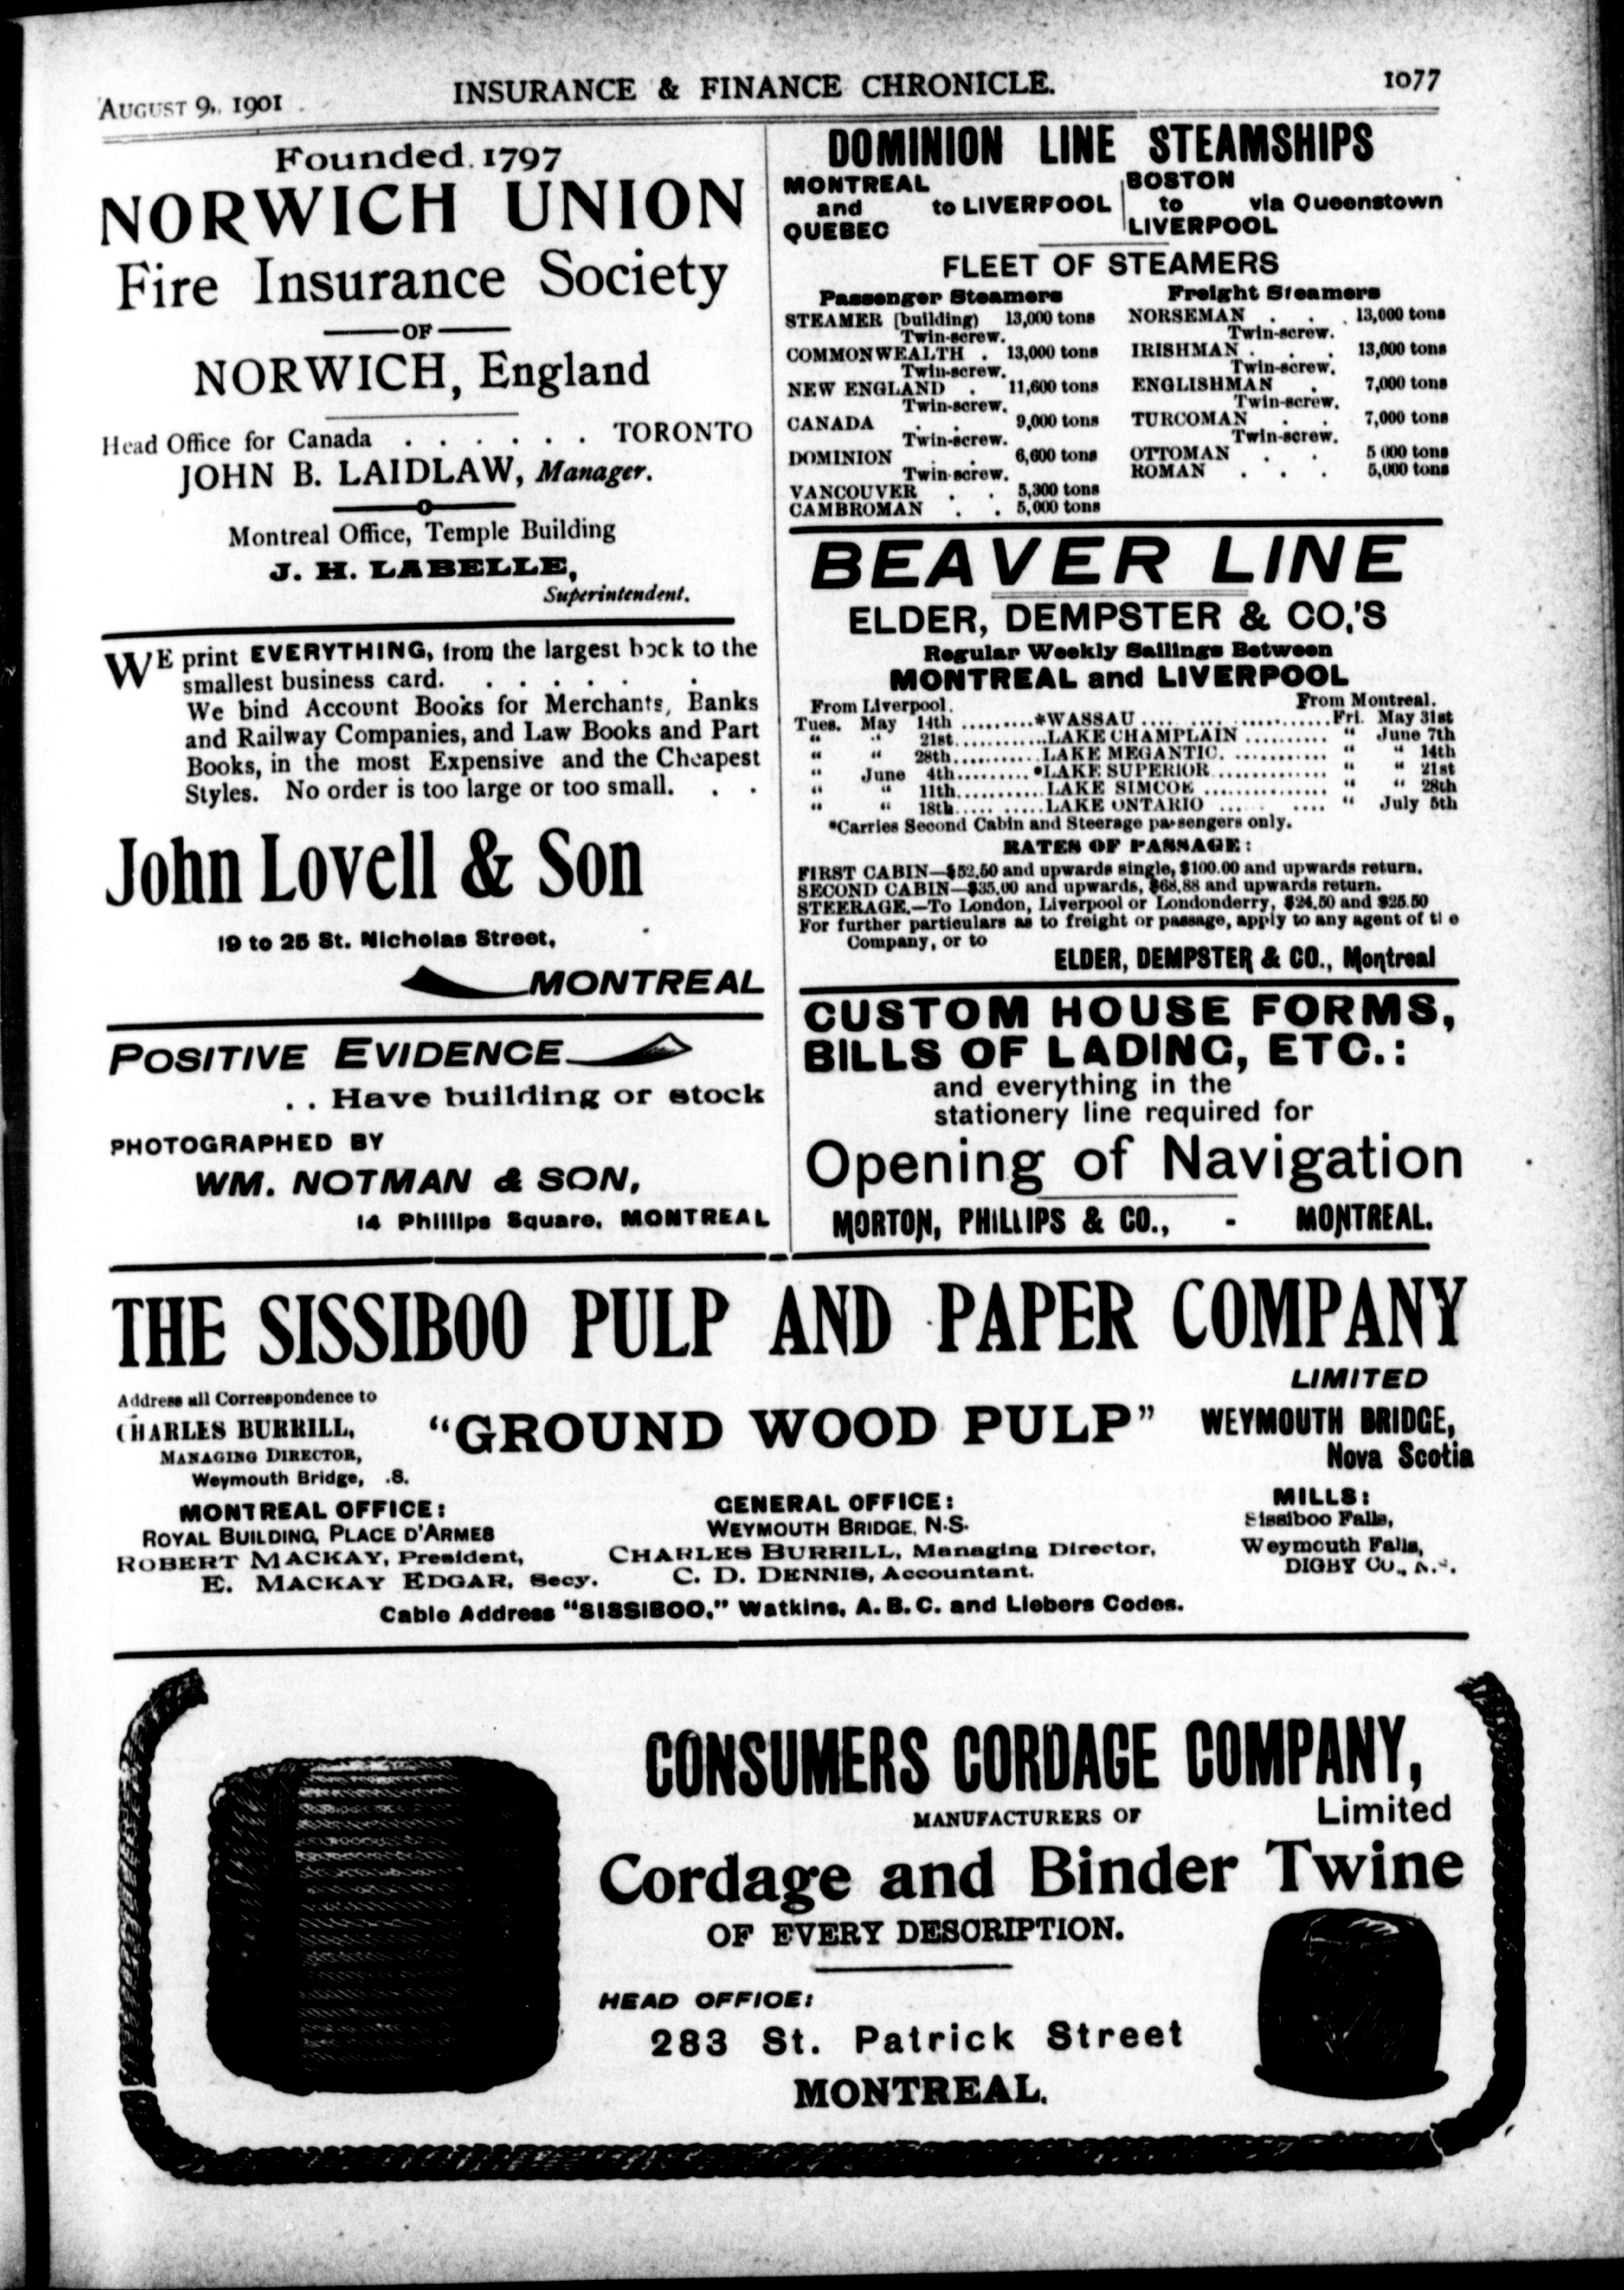 AUGUST 9, 1901
INSURANCE & FINANCE CHRONICLE.
1077
Founded 1797
NORWICH UNION
Fire Insurance Society
OF
NORWICH, England
Head Office for Canada . . . . . . TORONTO
JOHN B. LAIDLAW, Manager.
Montreal Office, Temple Building
J. H. LABELLE,
Superintendent.
WE print EVERYTHING, from the largest book to the
smallest business card. . . . . . .
We bind Account Books for Merchants, Banks
and Railway Companies, and Law Books and Part
Books, in the most Expensive and the Cheapest
Styles. No order is too large or too small. . .
John Lovell & Son
19 to 25 St. Nicholas Street,
MONTREAL
POSITIVE EVIDENCE
. . Have building or stock
PHOTOGRAPHED BY
WM. NOTMAN & SON,
14 Phillips Square, MONTREAL
DOMINION LINE STEAMSHIPS
MONTREAL
and to LIVERPOOL
QUEBEC
BOSTON
to via Queenstown
LIVERPOOL
FLEET OF STEAMERS
Passenger Steamers
STEAMER (building) 13,000 tons
Twin-screw.
COMMONWEALTH . 13,000 tons
Twin-screw.
NEW ENGLAND . 11,600 tons
Twin-screw.
CANADA . . 9,000 tons
Twin-screw.
DOMINION . . 6,600 tons
Twin-screw.
VANCOUVER . . 5,300 tons
CAMBROMAN . . 5,000 tons
Freight Steamers
NORSEMAN . . . 13,000 tons
Twin-screw.
IRISHMAN . . . 13,000 tons
Twin-screw.
ENGLISHMAN . 7,000 tons
Twin-screw.
TURCOMAN . . 7,000 tons
Twin-screw.
OTTOMAN . . 5 000 tons
ROMAN . . . 5,000 tons
BEAVER LINE
ELDER, DEMPSTER & CO.'S
Regular Weekly Sailings Between
MONTREAL and LIVERPOOL
From Liverpool. From Montreal.
Tues. May 14th .........*WASSAU .... .... ............Fri. May 31st
" " 21st............LAKE CHAMPLAIN .......... " June 7th
" " 28th...........LAKE MEGANTIC. ............ " " 14th
" June 4th.........*LAKE SUPERIOR............... " " 21st
" " 11th...........LAKE SIMCOE ............... " " 28th
" " 18th..... .....LAKE ONTARIO ..... .... " July 5th
*Carries Second Cabin and Steerage passengers only.
RATES OF PASSAGE:
FIRST CABIN—$52.50 and upwards single, $100.00 and upwards return.
SECOND CABIN—$35.00 and upwards, $68.88 and upwards return.
STEERAGE.—To London, Liverpool or Londonderry, $24.50 and $25.50
For further particulars as to freight or passage, apply to any agent of the
Company, or to
ELDER, DEMPSTER & CO., Montreal
CUSTOM HOUSE FORMS,
BILLS OF LADING, ETC.:
and everything in the
stationery line required for
Opening of Navigation
MORTON, PHILLIPS & CO., - MONTREAL.
THE SISSIBOO PULP AND PAPER COMPANY
LIMITED
Address all Correspondence to
CHARLES BURRILL,
MANAGING DIRECTOR,
Weymouth Bridge, .S.
"GROUND WOOD PULP"
WEYMOUTH BRIDGE,
Nova Scotia
MONTREAL OFFICE:
ROYAL BUILDING, PLACE D'ARMES
ROBERT MACKAY, President,
E. MACKAY EDGAR, Secy.
GENERAL OFFICE:
WEYMOUTH BRIDGE, N.S.
CHARLES BURRILL, Managing Director,
C. D. DENNIS, Accountant.
MILLS:
Sissiboo Falls,
Weymouth Falls,
DIGBY CO., N.S.
Cable Address "SISSIBOO," Watkins, A.B.C. and Liebers Codes.
CONSUMERS CORDAGE COMPANY,
Limited
MANUFACTURERS OF
Cordage and Binder Twine
OF EVERY DESCRIPTION.
HEAD OFFICE:
283 St. Patrick Street
MONTREAL.